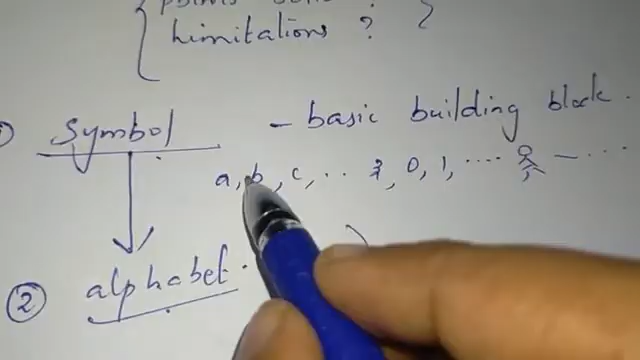 limitations ?
1) Symbol - basic building block.
a, b, c, .. z, 0, 1, ....
② alphabet.